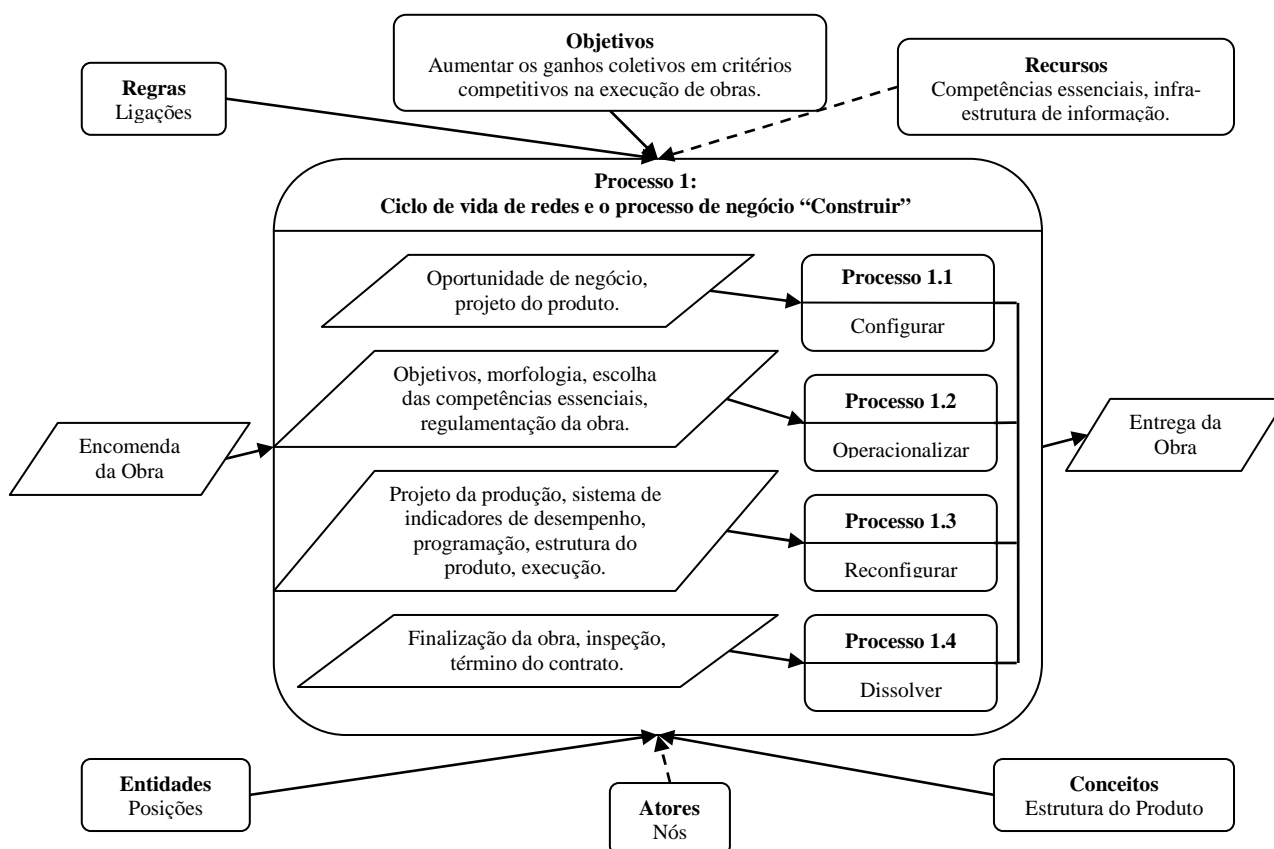 Objetivos
Aumentar os ganhos coletivos em critérios
competitivos na execução de obras.
Regras
Ligações
Recursos
Competências essenciais, infra-
estrutura de informação.
Processo 1:
Ciclo de vida de redes e o processo de negócio “Construir”
Oportunidade de negócio,
projeto do produto.
Processo 1.1
Configurar
Objetivos, morfologia, escolha
das competências essenciais,
regulamentação da obra.
Processo 1.2
Operacionalizar
Encomenda
da Obra
Entrega da
Obra
Projeto da produção, sistema de
indicadores de desempenho,
programação, estrutura do
produto, execução.
Processo 1.3
Reconfigurar
Finalização da obra, inspeção,
término do contrato.
Processo 1.4
Dissolver
Entidades
Posições
Atores
Nós
Conceitos
Estrutura do Produto